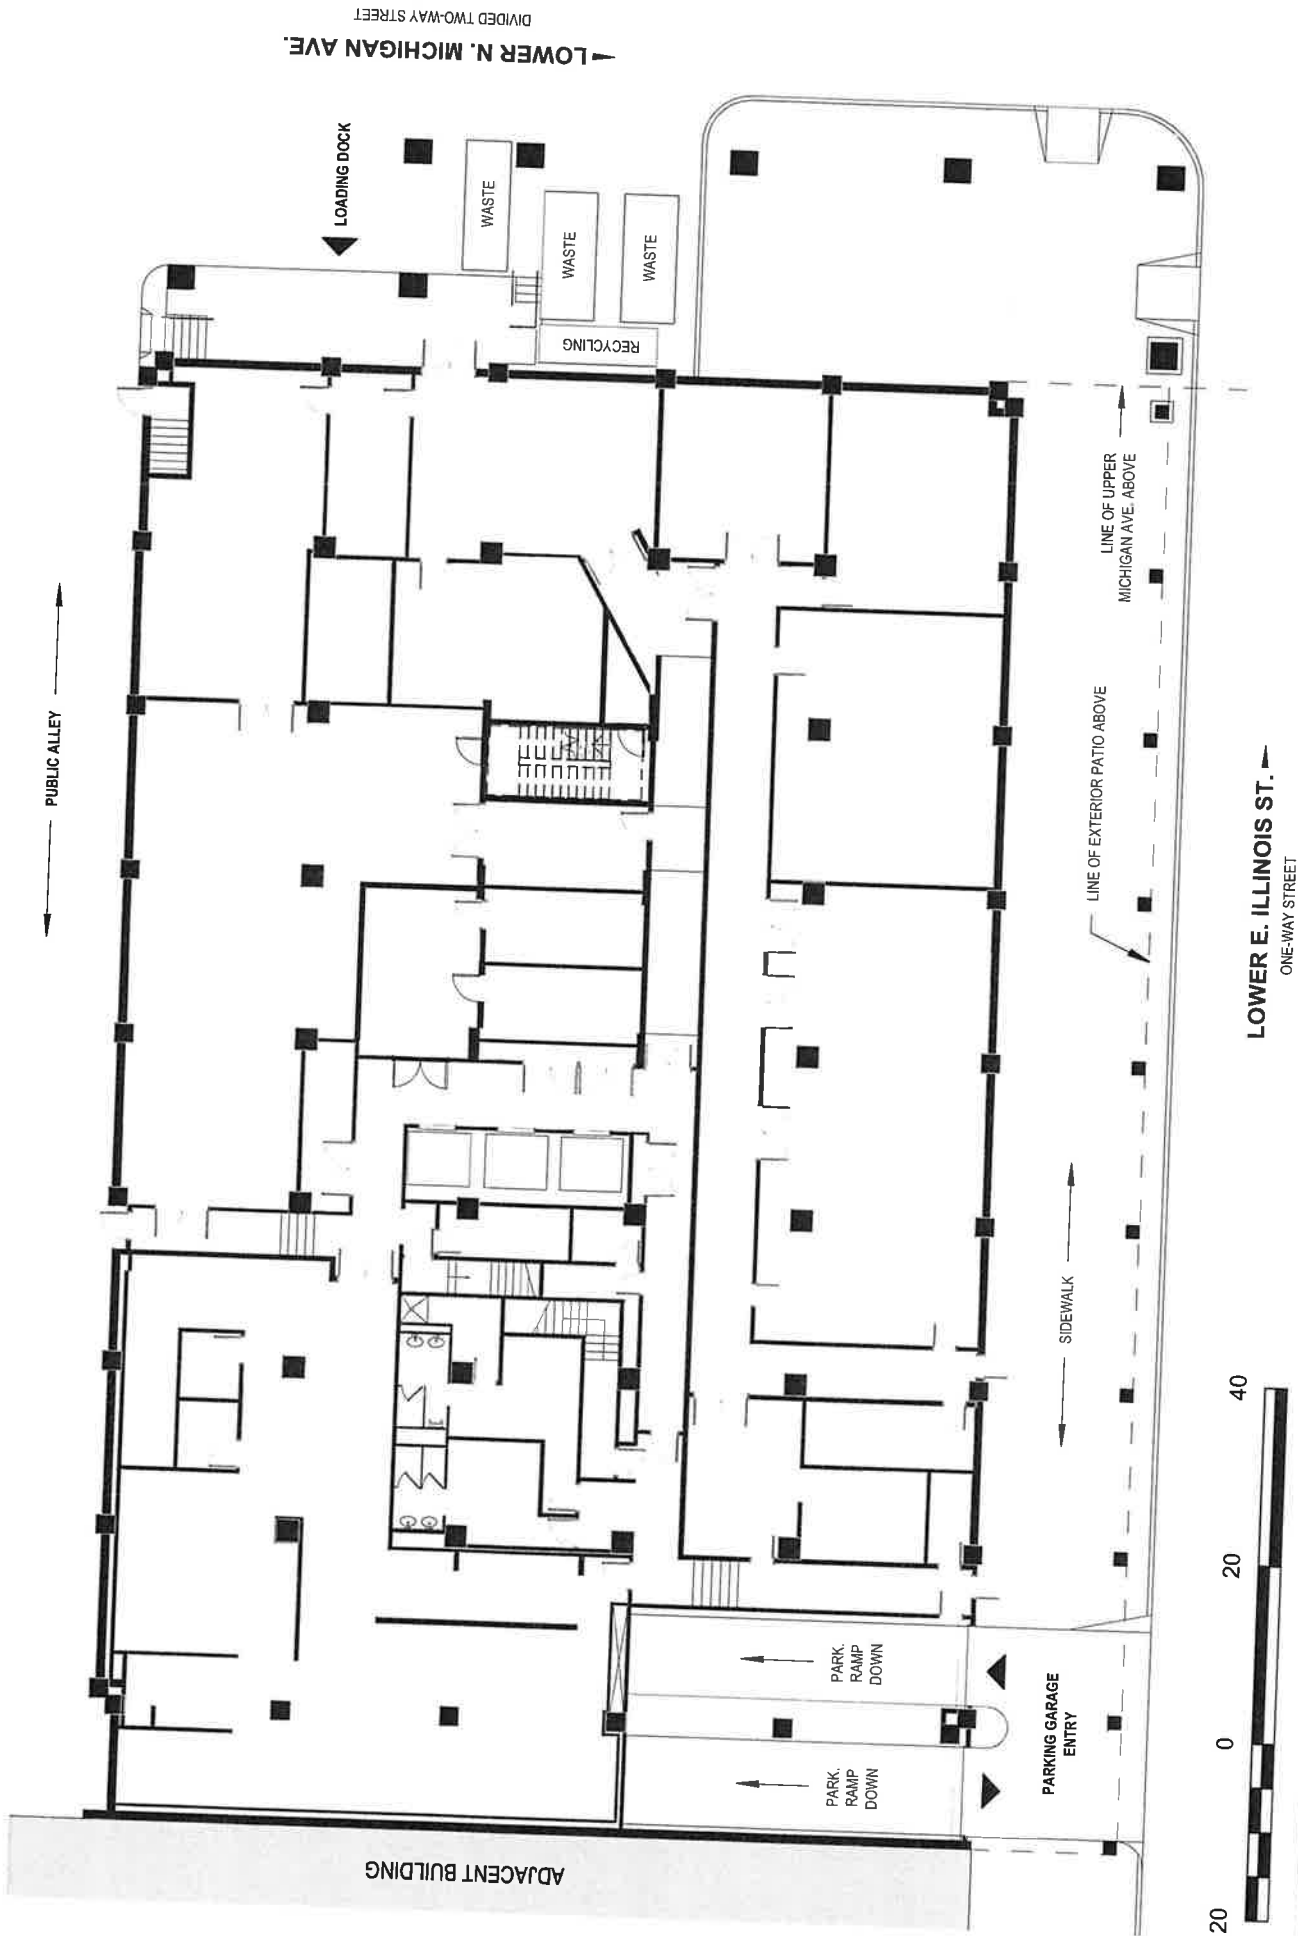 DIVIDED TWO-WAY STREET
LOWER N. MICHIGAN AVE.
LOADING DOCK
WASTE
WASTE
WASTE
RECYCLING
PUBLIC ALLEY
LINE OF UPPER
MICHIGAN AVE. ABOVE
LINE OF EXTERIOR PATIO ABOVE
LOWER E. ILLINOIS ST.
ONE-WAY STREET
SIDEWALK
PARK.
RAMP
DOWN
PARK.
RAMP
DOWN
PARKING GARAGE
ENTRY
ADJACENT BUILDING
20
0
20
40